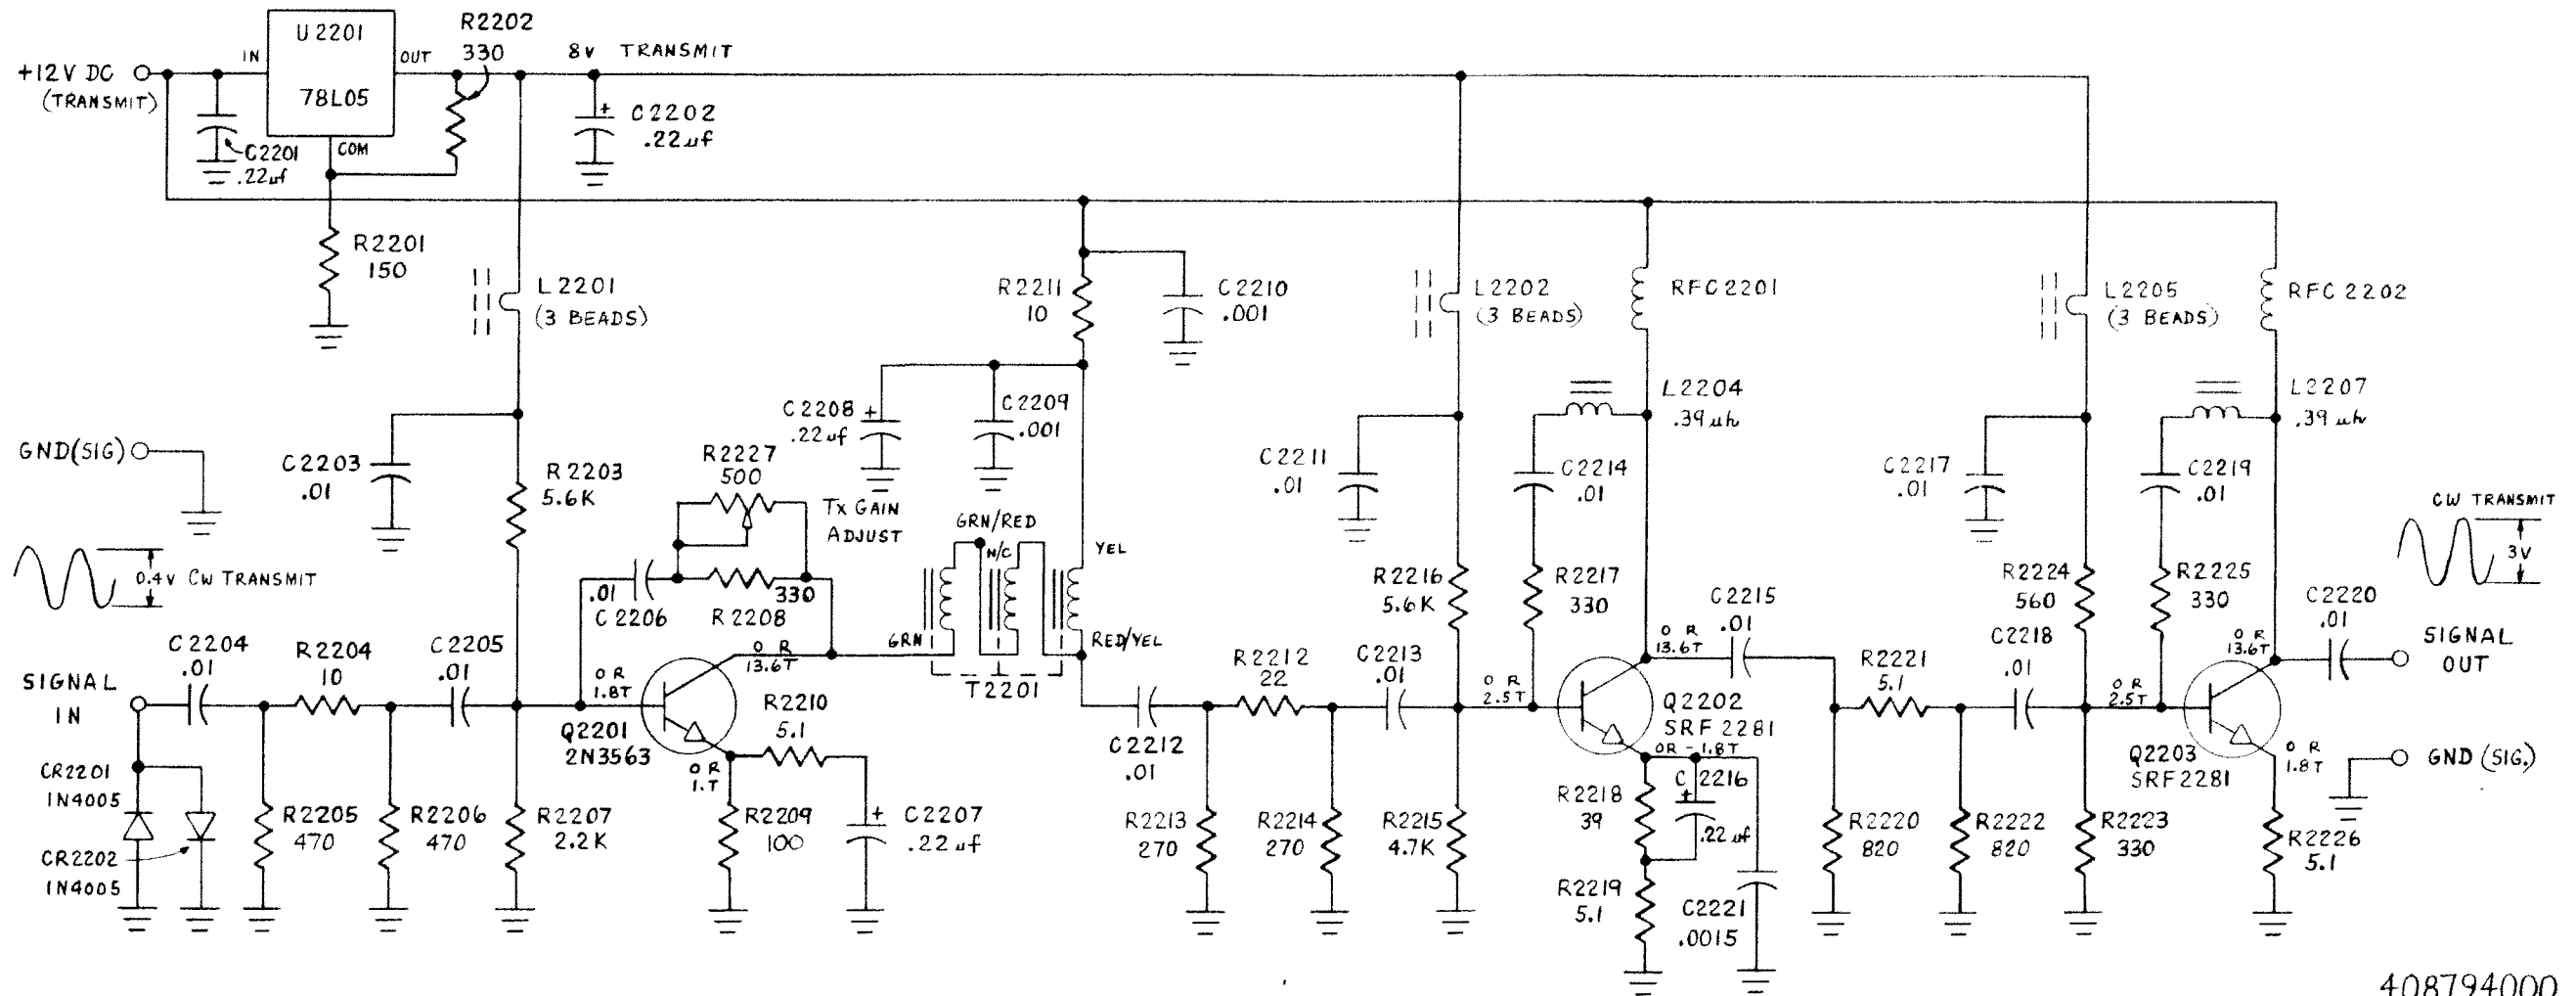 +12V DC
(TRANSMIT)
IN
U2201
78L05
OUT
COM
R2202
330
8V TRANSMIT
C2201
.22uf
C2202
.22uf
R2201
150
L2201
(3 BEADS)
R2211
10
C2210
.001
L2202
(3 BEADS)
RFC2201
L2205
(3 BEADS)
RFC2202
GND(SIG)
C2203
.01
R2203
5.6K
R2227
500
TX GAIN
ADJUST
C2208
+
.22uf
C2209
.001
C2211
.01
C2214
.01
L2204
.39uh
C2217
.01
C2219
.01
L2207
.39uh
0.4V CW TRANSMIT
CW TRANSMIT
3V
.01
C2206
R2208
330
GRN/RED
N/C
YEL
GRN
RED/YEL
T2201
R2216
5.6K
R2217
330
C2215
.01
R2224
560
R2225
330
C2220
.01
SIGNAL
IN
C2204
.01
R2204
10
C2205
.01
0 R
1.8T
0 R
13.6T
Q2201
2N3563
R2210
5.1
0 R
1.T
C2212
.01
R2212
22
C2213
.01
0 R
2.5T
0 R
13.6T
Q2202
SRF 2281
0R-1.8T
R2221
5.1
C2218
.01
0 R
2.5T
0 R
13.6T
Q2203
SRF2281
0 R
1.8T
SIGNAL
OUT
GND (SIG.)
CR2201
1N4005
CR2202
1N4005
R2205
470
R2206
470
R2207
2.2K
R2209
100
+
C2207
.22uf
R2213
270
R2214
270
R2215
4.7K
R2218
39
C2216
+
.22uf
R2219
5.1
C2221
.0015
R2220
820
R2222
820
R2223
330
R2226
5.1
408794000